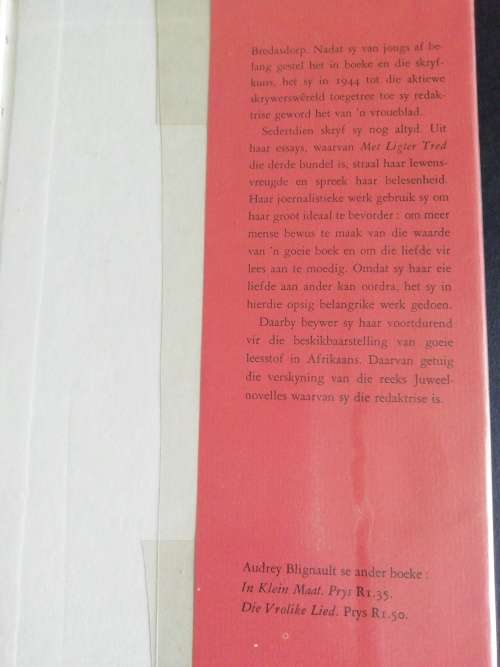 Bredasdorp. Nadat sy van jongs af be-
lang gestel het in boeke en die skryf-
kuns, het sy in 1944 tot die aktiewe
skrywerswêreld toegetree toe sy redak-
trise geword het van 'n vroueblad.
Sedertdien skryf sy nog altyd. Uit
haar essays, waarvan Met Ligter Tred
die derde bundel is, straal haar lewens-
vreugde en spreek haar belesenheid.
Haar joernalistieke werk gebruik sy om
haar groot ideaal te bevorder: om meer
mense bewus te maak van die waarde
van 'n goeie boek en om die liefde vir
lees aan te moedig. Omdat sy haar eie
liefde aan ander kan oordra, het sy in
hierdie opsig belangrike werk gedoen.
Daarby beywer sy haar voortdurend
vir die beskikbaarstelling van goeie
leesstof in Afrikaans. Daarvan getuig
die verskyning van die reeks Juweel-
novelles waarvan sy die redaktrise is.
Audrey Blignault se ander boeke:
In Klein Maat. Prys R1.35.
Die Vrolike Lied. Prys R1.50.